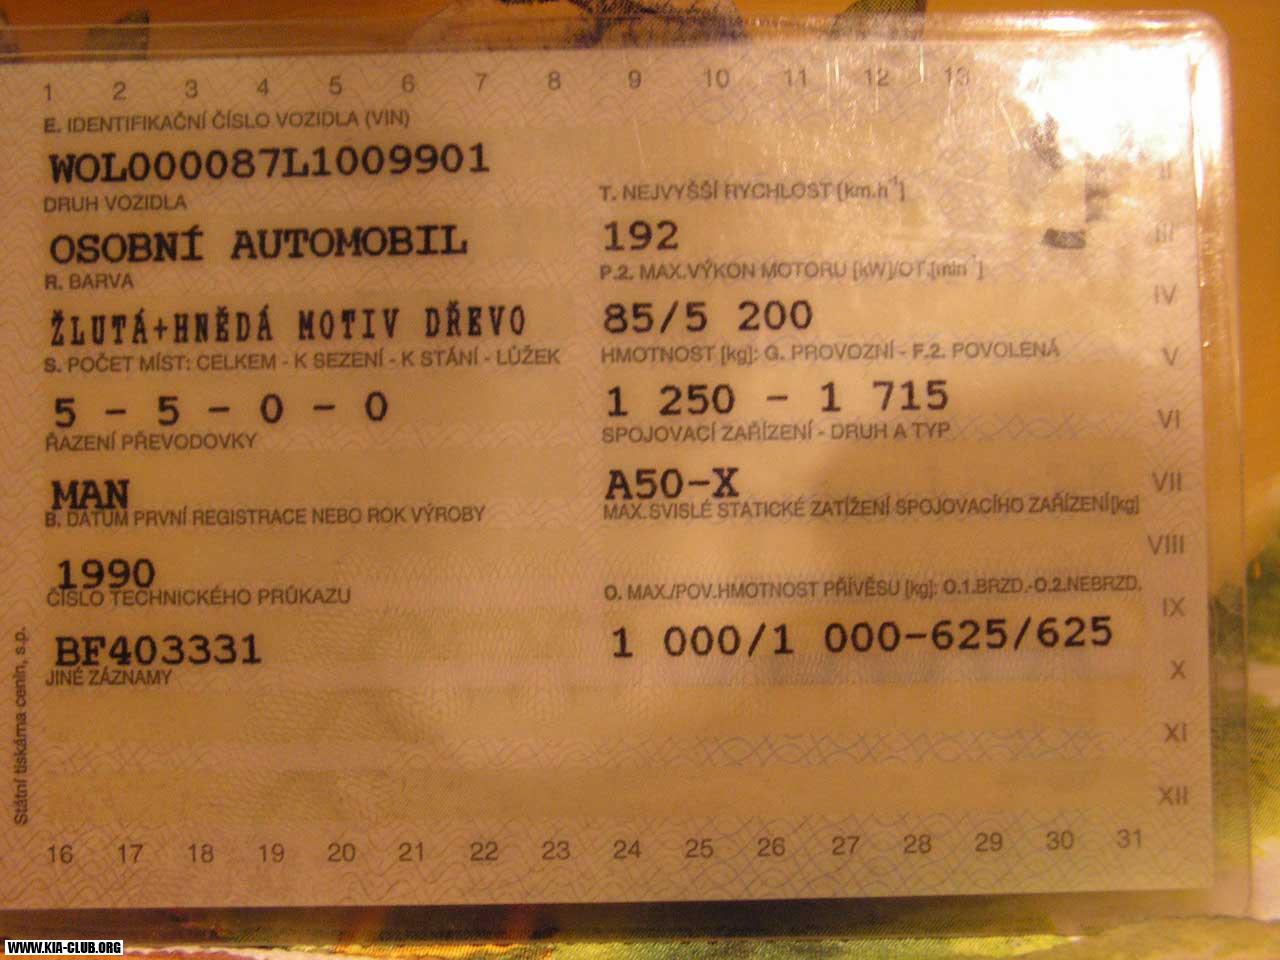 1 2 3 4 5 6 7 8 9 10 11 12 13
E. IDENTIFIKAČNÍ ČÍSLO VOZIDLA (VIN)
WOL000087L1009901
DRUH VOZIDLA
OSOBNÍ AUTOMOBIL
R. BARVA
ŽLUTÁ+HNĚDÁ MOTIV DŘEVO
S. POČET MÍST: CELKEM - K SEZENÍ - K STÁNÍ - LŮŽEK
5 - 5 - 0 - 0
ŘAZENÍ PŘEVODOVKY
MAN
B. DATUM PRVNÍ REGISTRACE NEBO ROK VÝROBY
1990
ČÍSLO TECHNICKÉHO PRŮKAZU
BF403331
JINÉ ZÁZNAMY
T. NEJVYŠŠÍ RYCHLOST [km.h⁻¹]
192
P.2. MAX.VÝKON MOTORU [kW]/OT.[min⁻¹]
85/5 200
HMOTNOST [kg]: G. PROVOZNÍ - F.2. POVOLENÁ
1 250 - 1 715
SPOJOVACÍ ZAŘÍZENÍ - DRUH A TYP
A50-X
MAX.SVISLÉ STATICKÉ ZATÍŽENÍ SPOJOVACÍHO ZAŘÍZENÍ[kg]
O. MAX./POV.HMOTNOST PŘÍVĚSU [kg]: O.1.BRZD.-O.2.NEBRZD.
1 000/1 000-625/625
II
III
IV
V
VI
VII
VIII
IX
X
XI
XII
Státní tiskárna cenin, s.p.
16 17 18 19 20 21 22 23 24 25 26 27 28 29 30 31
WWW.KIA-CLUB.ORG